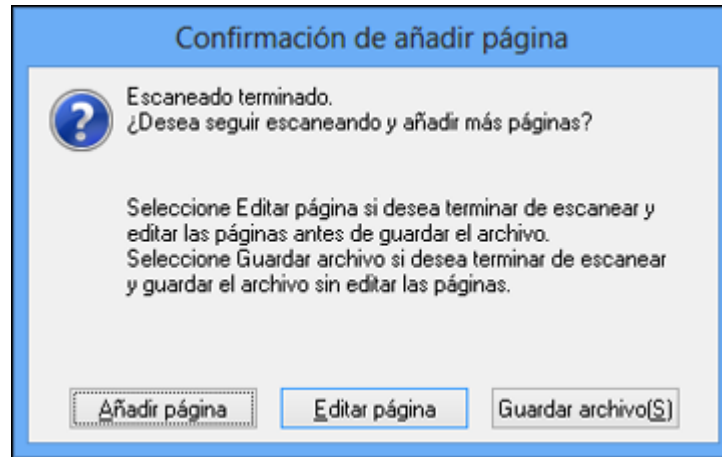 Confirmación de añadir página
Escaneado terminado.
¿Desea seguir escaneando y añadir más páginas?
Seleccione Editar página si desea terminar de escanear y
editar las páginas antes de guardar el archivo.
Seleccione Guardar archivo si desea terminar de escanear
y guardar el archivo sin editar las páginas.
Añadir página
Editar página
Guardar archivo(S)